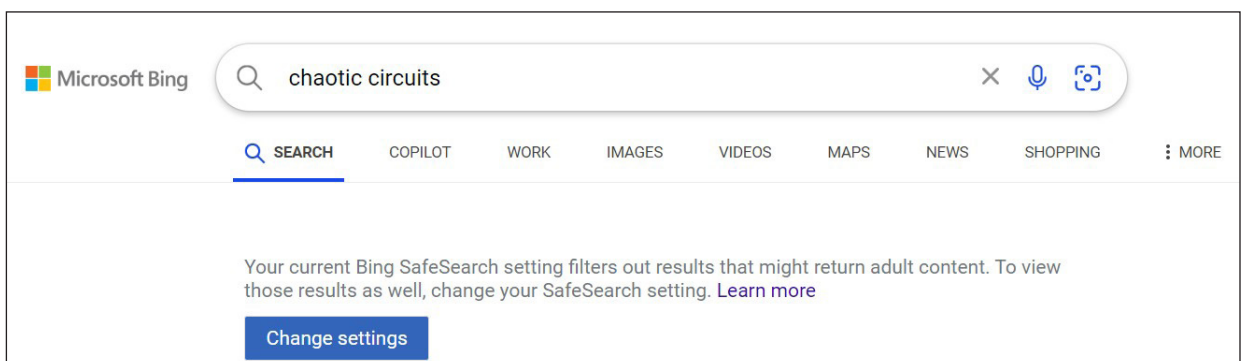 Microsoft Bing
chaotic circuits
SEARCH COPILOT WORK IMAGES VIDEOS MAPS NEWS SHOPPING MORE
Your current Bing SafeSearch setting filters out results that might return adult content. To view
those results as well, change your SafeSearch setting. Learn more
Change settings